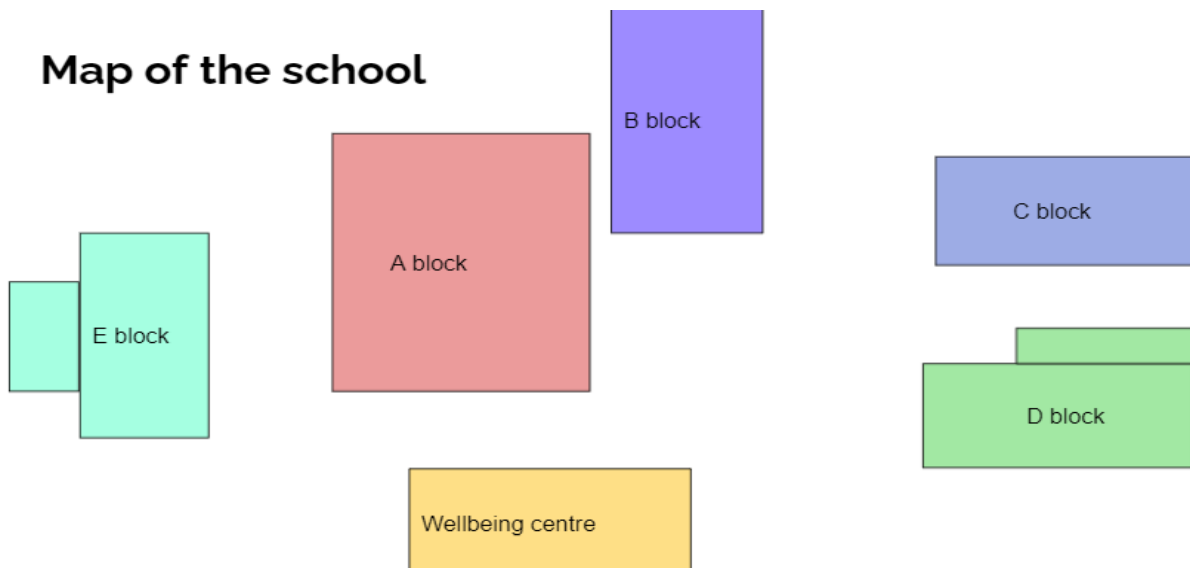 Map of the school
B block
C block
A block
E block
D block
Wellbeing centre